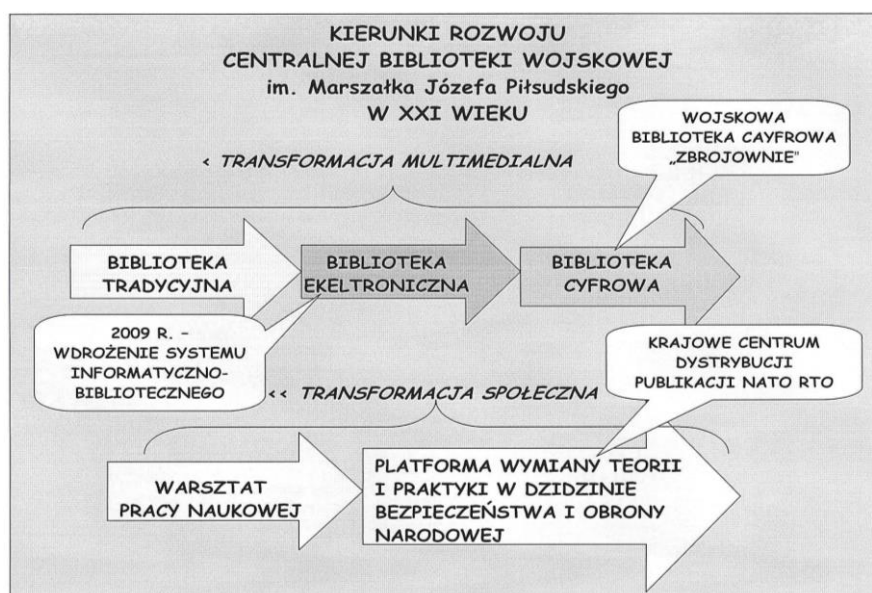 KIERUNKI ROZWOJU
CENTRALNEJ BIBLIOTEKI WOJSKOWEJ
im. Marszałka Józefa Piłsudskiego
W XXI WIEKU
WOJSKOWA
BIBLIOTEKA CAYFROWA
„ZBROJOWNIE”
< TRANSFORMACJA MULTIMEDIALNA
BIBLIOTEKA
TRADYCYJNA
BIBLIOTEKA
EKELTRONICZNA
BIBLIOTEKA
CYFROWA
2009 R. –
WDROŻENIE SYSTEMU
INFORMATYCZNO-
BIBLIOTECZNEGO
KRAJOWE CENTRUM
DYSTRYBUCJI
PUBLIKACJI NATO RTO
<< TRANSFORMACJA SPOŁECZNA
WARSZTAT
PRACY NAUKOWEJ
PLATFORMA WYMIANY TEORII
I PRAKTYKI W DZIDZINIE
BEZPIECZEŃSTWA I OBRONY
NARODOWEJ